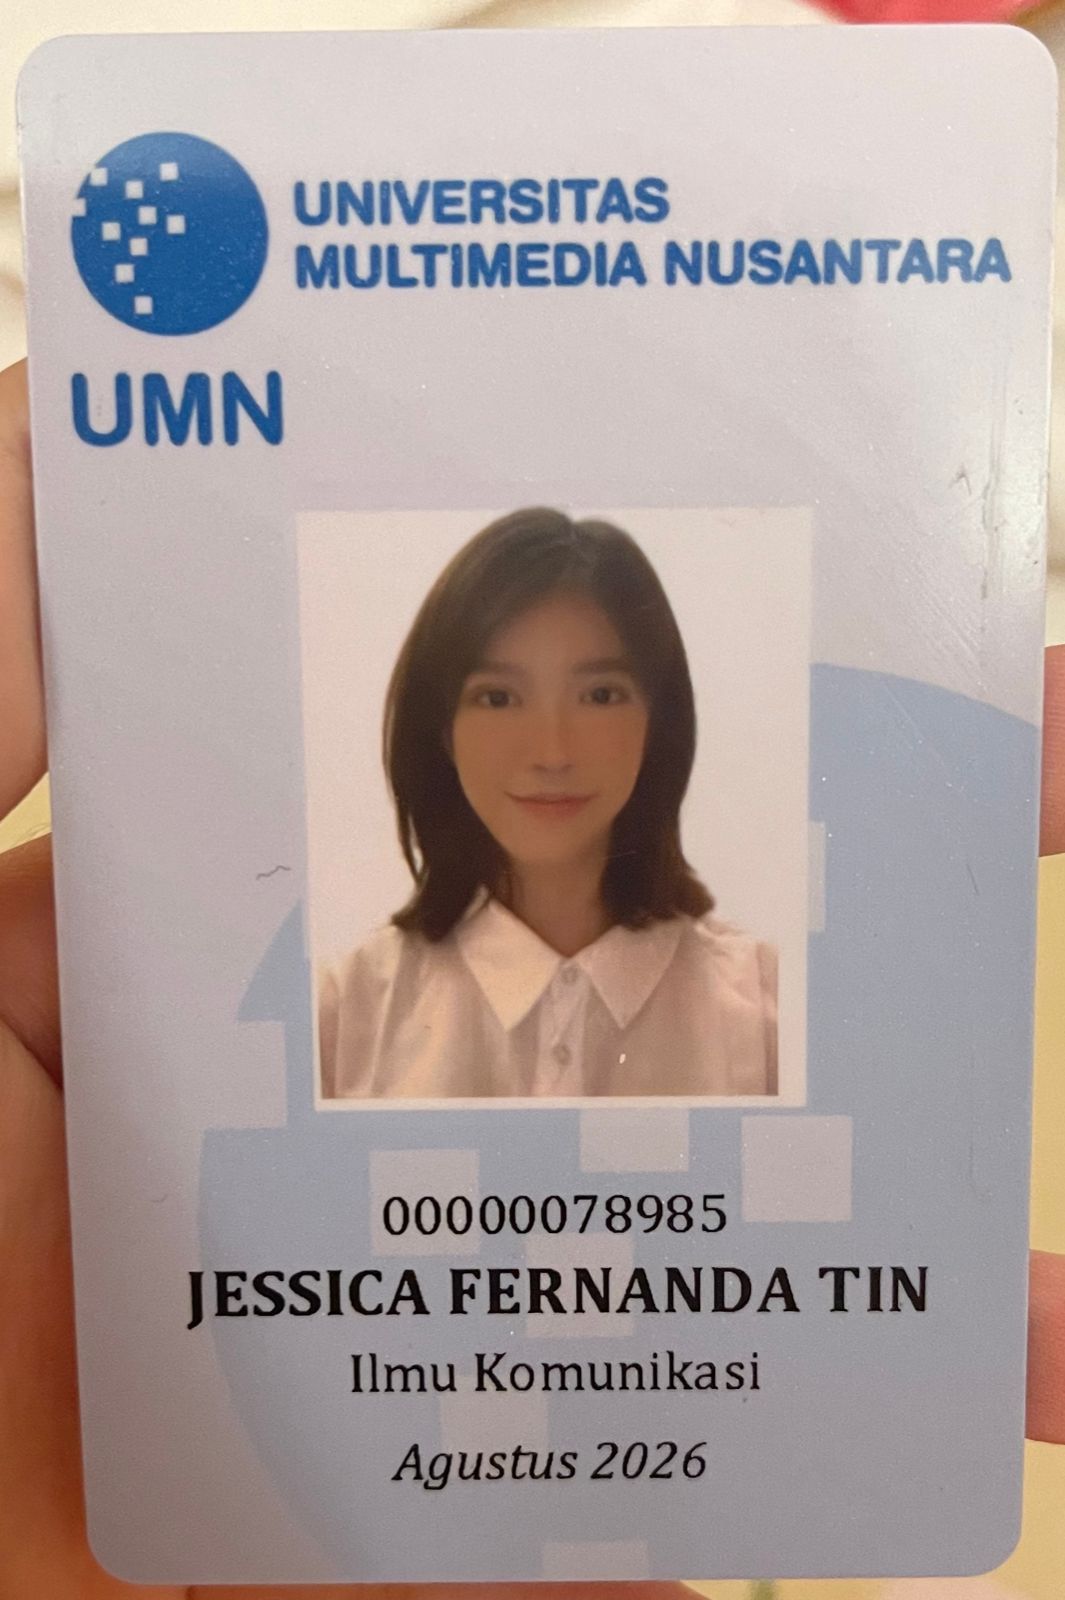 UNIVERSITAS
MULTIMEDIA NUSANTARA
UMN
00000078985
JESSICA FERNANDA TIN
Ilmu Komunikasi
Agustus 2026